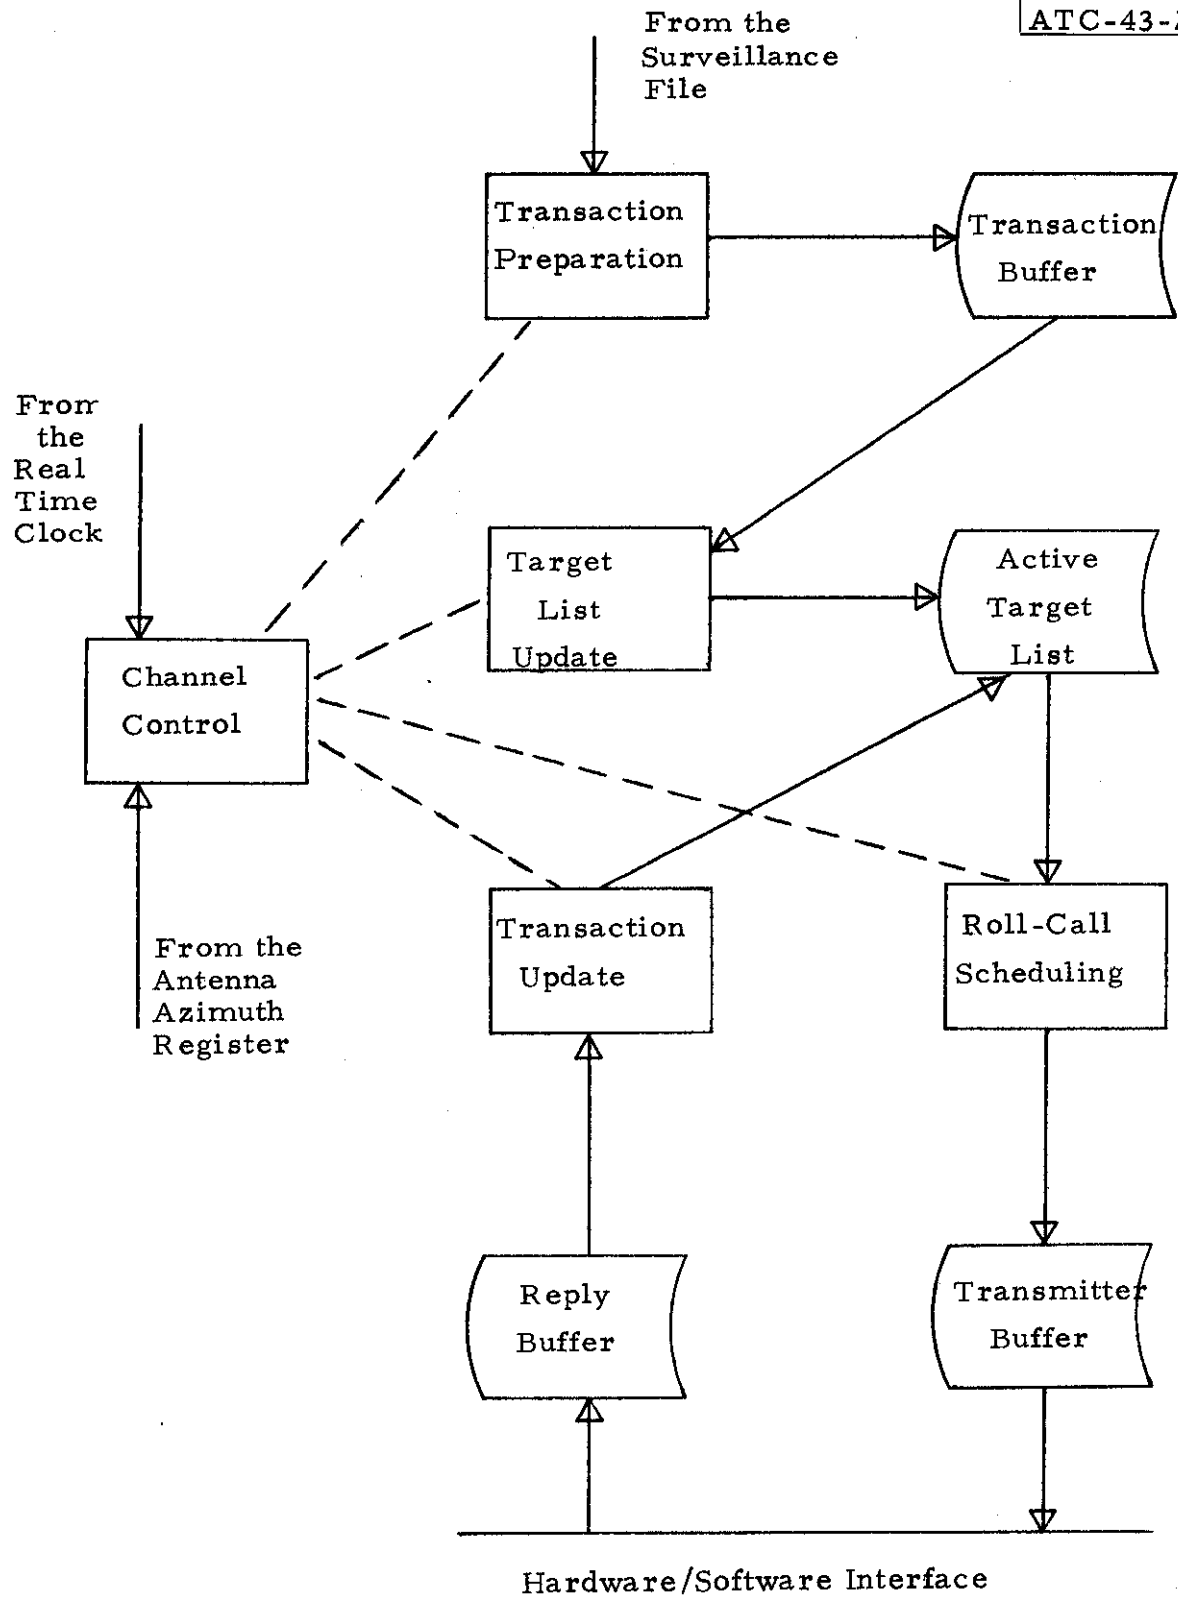 ATC-43-
From the
Surveillance
File
Transaction
Preparation
Transaction
Buffer
From
the
Real
Time
Clock
Target
List
Update
Active
Target
List
Channel
Control
Transaction
Update
Roll-Call
Scheduling
From the
Antenna
Azimuth
Register
Reply
Buffer
Transmitter
Buffer
Hardware/Software Interface